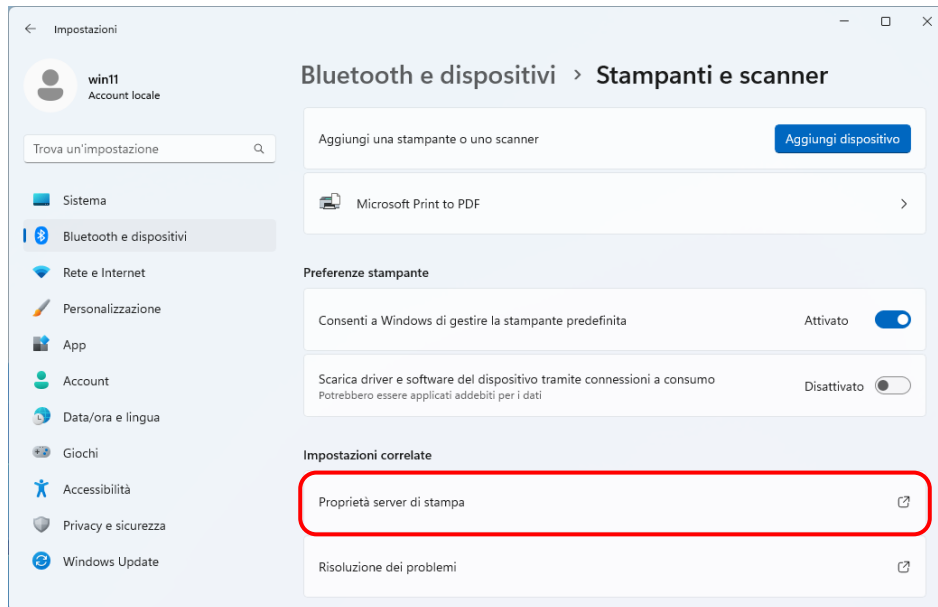 Impostazioni
win11
Account locale
Trova un'impostazione
Sistema
Bluetooth e dispositivi
Rete e Internet
Personalizzazione
App
Account
Data/ora e lingua
Giochi
Accessibilità
Privacy e sicurezza
Windows Update
Bluetooth e dispositivi > Stampanti e scanner
Aggiungi una stampante o uno scanner
Aggiungi dispositivo
Microsoft Print to PDF
Preferenze stampante
Consenti a Windows di gestire la stampante predefinita
Attivato
Scarica driver e software del dispositivo tramite connessioni a consumo
Potrebbero essere applicati addebiti per i dati
Disattivato
Impostazioni correlate
Proprietà server di stampa
Risoluzione dei problemi